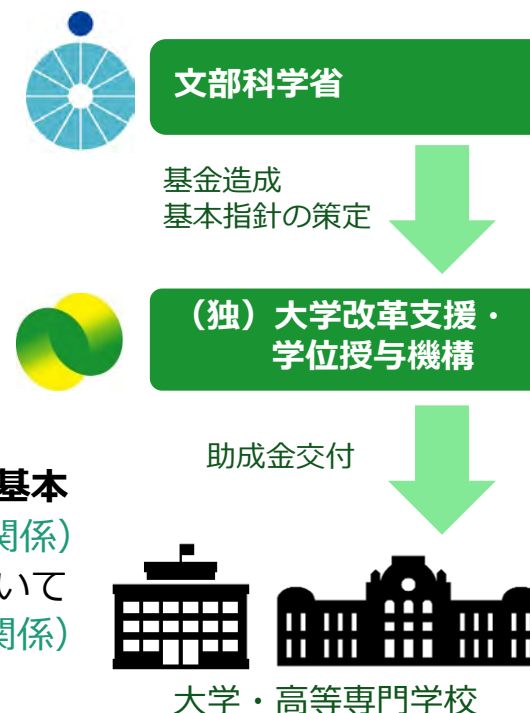 文部科学省
基金造成
基本指針の策定
（独）大学改革支援・
学位授与機構
助成金交付
基本
関係）
いて
関係）
大学・高等専門学校